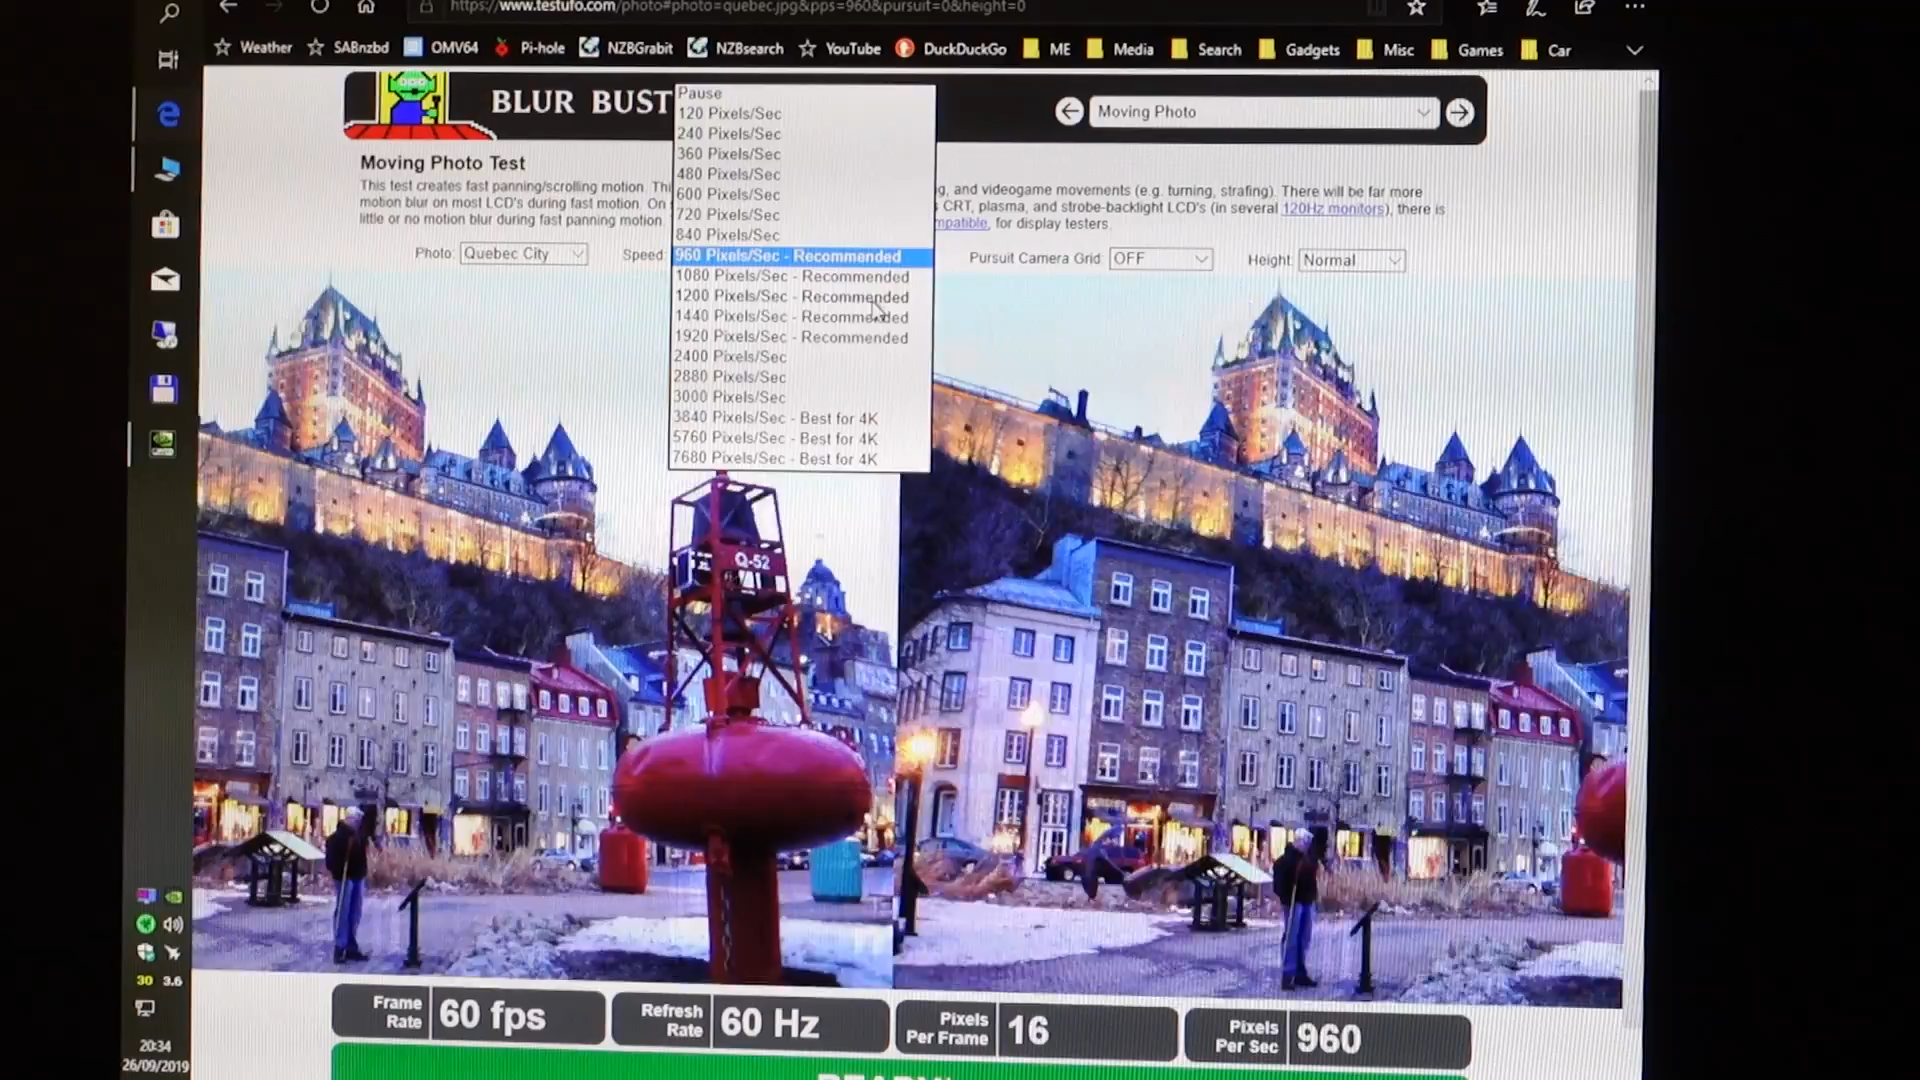 https://www.testufo.com/photo#photo=quebec.jpg&pps=960&pursuit=0&height=0
Weather SABnzbd OMV64 Pi-hole NZBGrabit NZBsearch YouTube DuckDuckGo ME Media Search Gadgets Misc Games Car
BLUR BUST
Moving Photo
Moving Photo Test
This test creates fast panning/scrolling motion. Thi
g, and videogame movements (e.g. turning, strafing). There will be far more
motion blur on most LCD's during fast motion. On
CRT, plasma, and strobe-backlight LCD's (in several 120Hz monitors), there is
little or no motion blur during fast panning motion.
mpatible, for display testers.
Photo: Quebec City
Speed:
Pursuit Camera Grid: OFF
Height: Normal
Pause
120 Pixels/Sec
240 Pixels/Sec
360 Pixels/Sec
480 Pixels/Sec
600 Pixels/Sec
720 Pixels/Sec
840 Pixels/Sec
960 Pixels/Sec - Recommended
1080 Pixels/Sec - Recommended
1200 Pixels/Sec - Recommended
1440 Pixels/Sec - Recommended
1920 Pixels/Sec - Recommended
2400 Pixels/Sec
2880 Pixels/Sec
3000 Pixels/Sec
3840 Pixels/Sec - Best for 4K
5760 Pixels/Sec - Best for 4K
7680 Pixels/Sec - Best for 4K
Q-52
Frame Rate 60 fps
Refresh Rate 60 Hz
Pixels Per Frame 16
Pixels Per Sec 960
30 3.6
20:34
26/09/2019